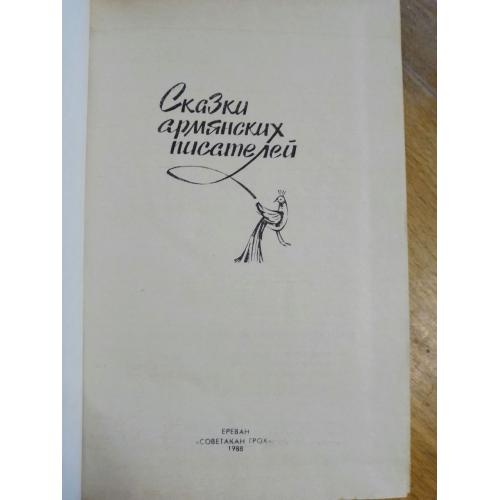 Сказки
армянских
писателей
ЕРЕВАН
«СОВЕТАКАН ГРОХ»
1988